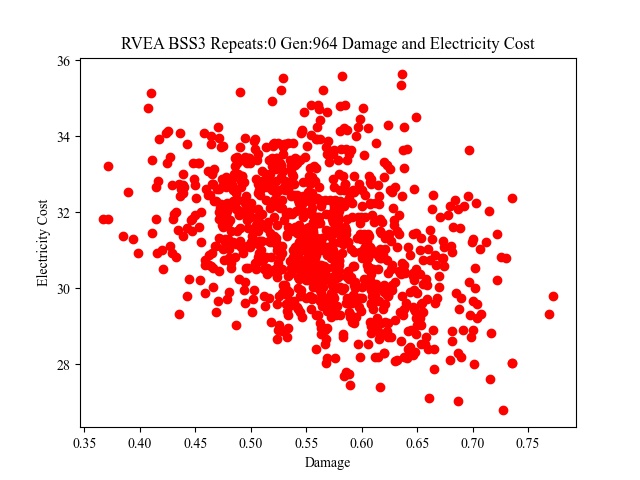 RVEA BSS3 Repeats:0 Gen:964 Damage and Electricity Cost
36
34
32
30
28
Electricity Cost
0.35 0.40 0.45 0.50 0.55 0.60 0.65 0.70 0.75
Damage